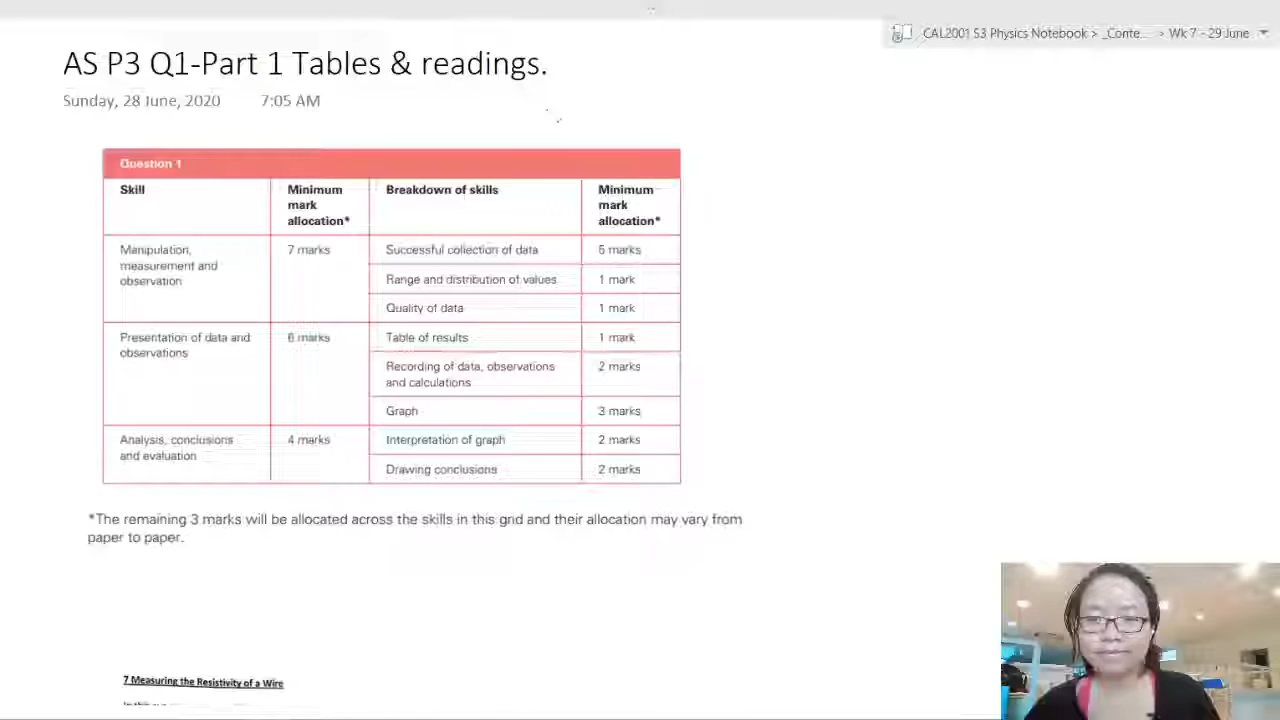 CAL2001 S3 Physics Notebook > _Conte... > Wk 7 - 29 June
AS P3 Q1-Part 1 Tables & readings.
Sunday, 28 June, 2020 7:05 AM
Question 1
Skill Minimum mark allocation* Breakdown of skills Minimum mark allocation*
Manipulation, measurement and observation 7 marks Successful collection of data 5 marks
Range and distribution of values 1 mark
Quality of data 1 mark
Presentation of data and observations 6 marks Table of results 1 mark
Recording of data, observations and calculations 2 marks
Graph 3 marks
Analysis, conclusions and evaluation 4 marks Interpretation of graph 2 marks
Drawing conclusions 2 marks
*The remaining 3 marks will be allocated across the skills in this grid and their allocation may vary from
paper to paper.
7 Measuring the Resistivity of a Wire